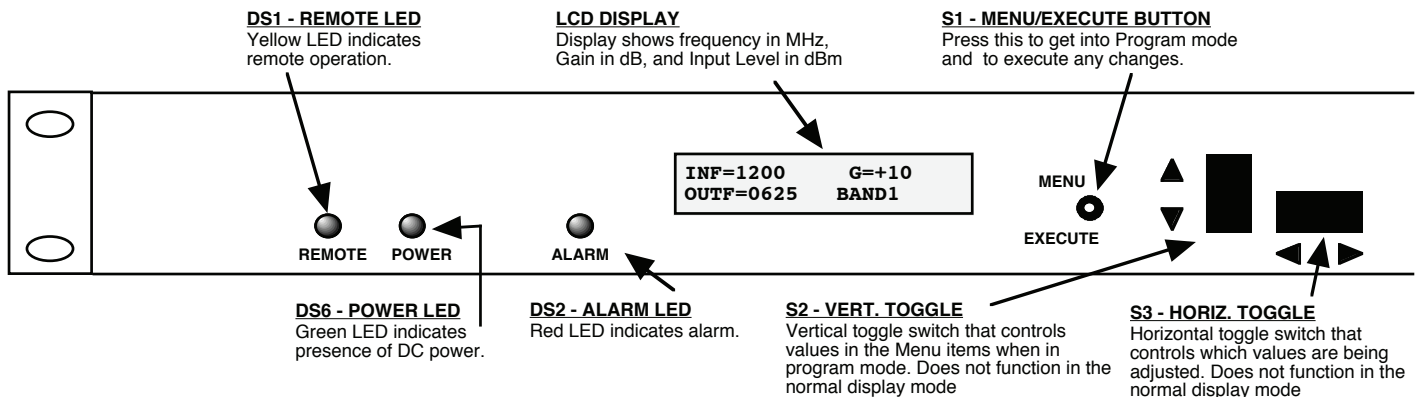 DS1 - REMOTE LED
Yellow LED indicates
remote operation.
LCD DISPLAY
Display shows frequency in MHz,
Gain in dB, and Input Level in dBm
S1 - MENU/EXECUTE BUTTON
Press this to get into Program mode
and to execute any changes.
INF=1200 G=+10
OUTF=0625 BAND1
MENU
EXECUTE
REMOTE
POWER
ALARM
DS6 - POWER LED
Green LED indicates
presence of DC power.
DS2 - ALARM LED
Red LED indicates alarm.
S2 - VERT. TOGGLE
Vertical toggle switch that controls
values in the Menu items when in
program mode. Does not function in the
normal display mode
S3 - HORIZ. TOGGLE
Horizontal toggle switch that
controls which values are being
adjusted. Does not function in the
normal display mode